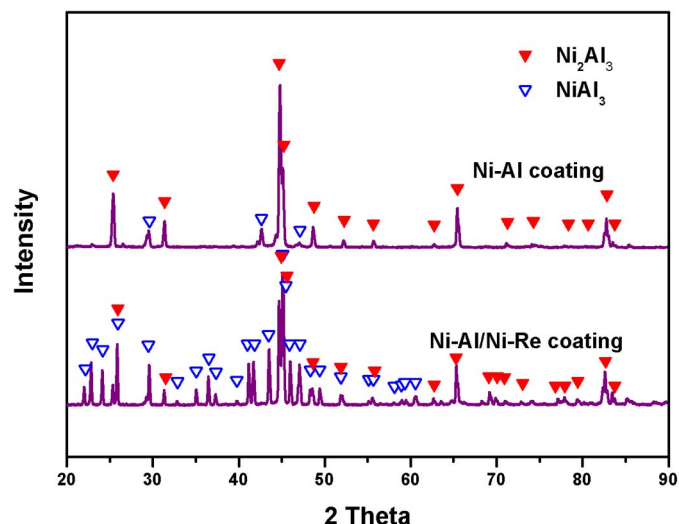 ▼ Ni₂Al₃
▽ NiAl₃
Ni-Al coating
Intensity
Ni-Al/Ni-Re coating
20 30 40 50 60 70 80 90
2 Theta